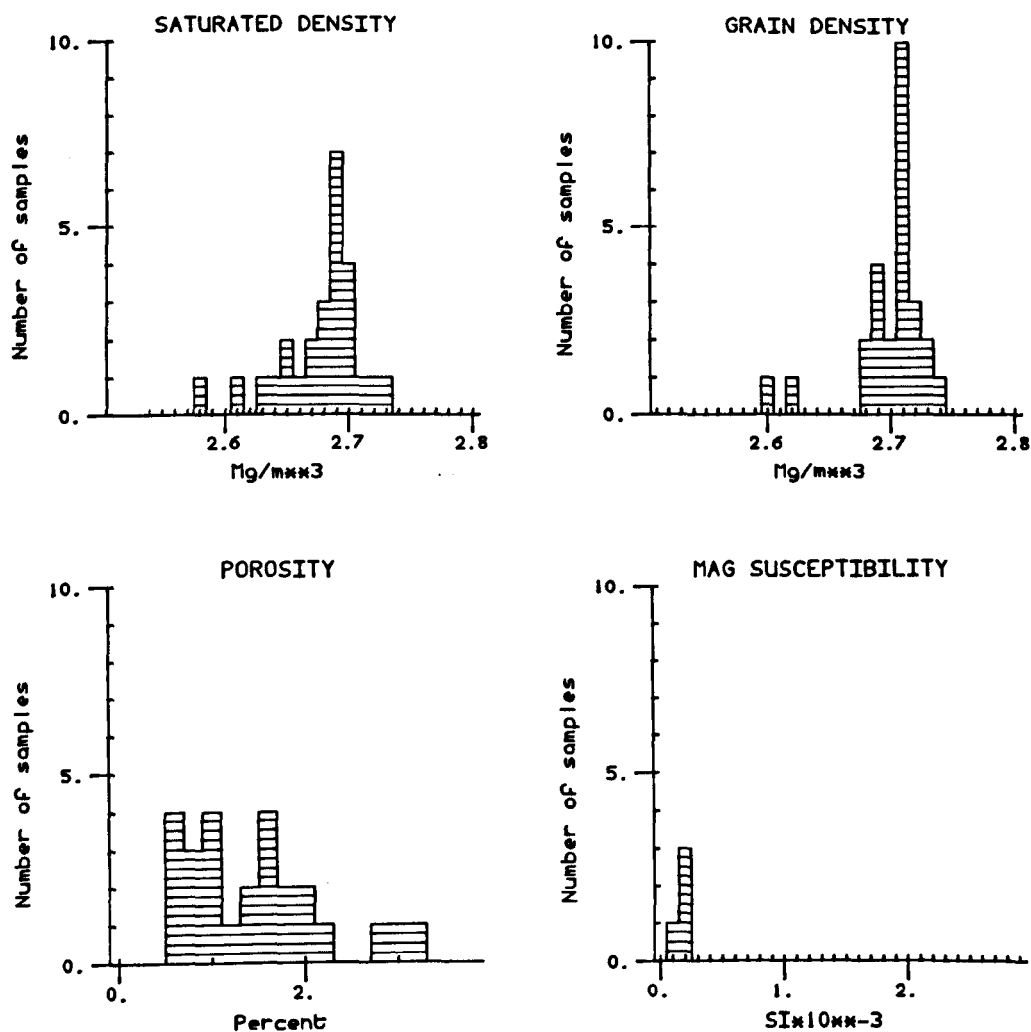 SATURATED DENSITY
10.
5.
0.
Number of samples
2.6
2.7
2.8
Mg/m**3
GRAIN DENSITY
10.
5.
0.
Number of samples
2.6
2.7
2.8
Mg/m**3
POROSITY
10.
5.
0.
Number of samples
0.
2.
Percent
MAG SUSCEPTIBILITY
10.
5.
0.
Number of samples
0.
1.
2.
SI*10**-3